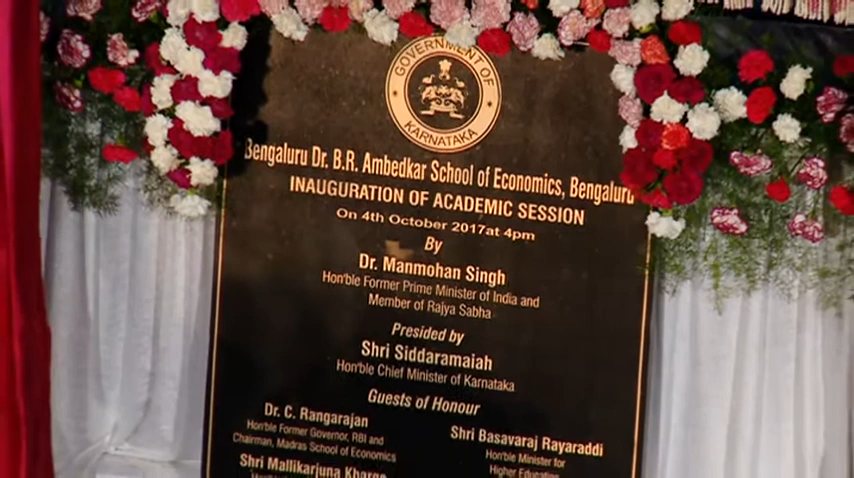 GOVERNMENT OF
KARNATAKA
Bengaluru Dr. B.R. Ambedkar School of Economics, Bengaluru
INAUGURATION OF ACADEMIC SESSION
On 4th October 2017at 4pm
By
Dr. Manmohan Singh
Hon'ble Former Prime Minister of India and
Member of Rajya Sabha
Presided by
Shri Siddaramaiah
Hon'ble Chief Minister of Karnataka
Guests of Honour
Dr. C. Rangarajan
Hon'ble Former Governor, RBI and
Chairman, Madras School of Economics
Shri Mallikarjuna Kharge
Shri Basavaraj Rayaraddi
Hon'ble Minister for
Higher Education